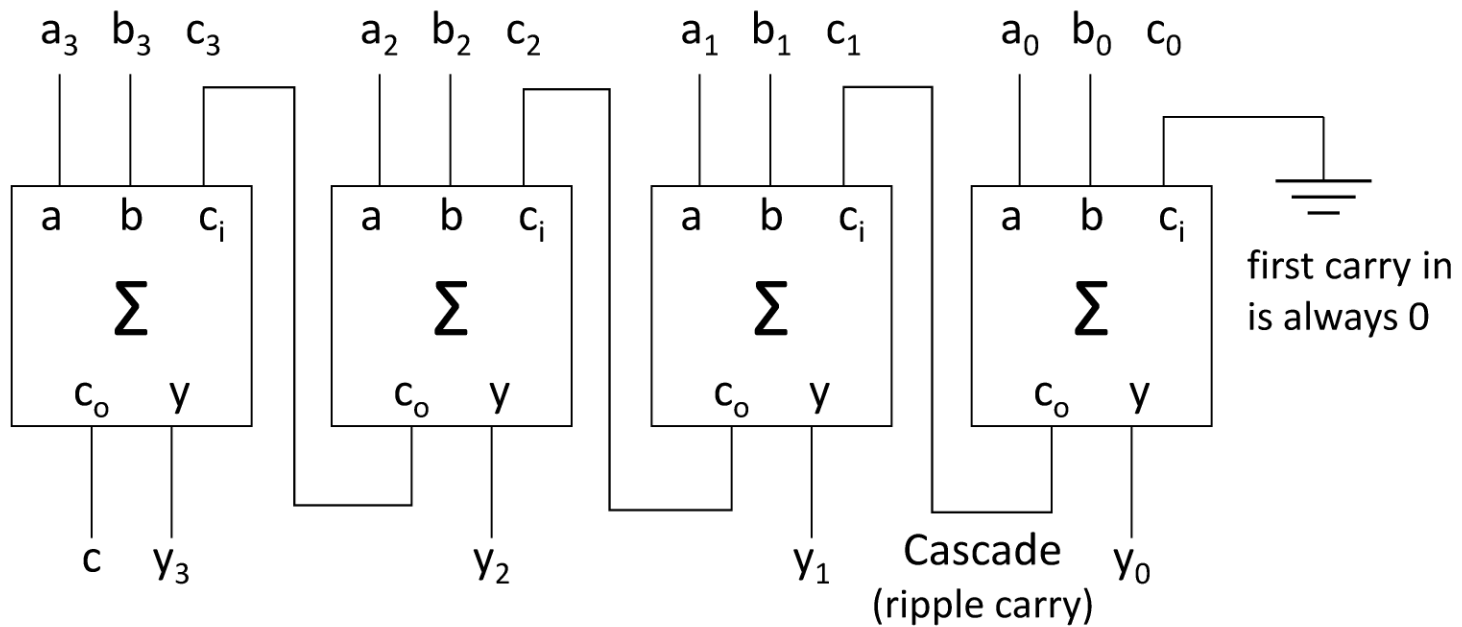 a₃ b₃ c₃ a₂ b₂ c₂ a₁ b₁ c₁ a₀ b₀ c₀
a b cᵢ a b cᵢ a b cᵢ a b cᵢ
Σ Σ Σ Σ
first carry in
is always 0
cₒ y cₒ y cₒ y cₒ y
c y₃ y₂ y₁ y₀
Cascade
(ripple carry)